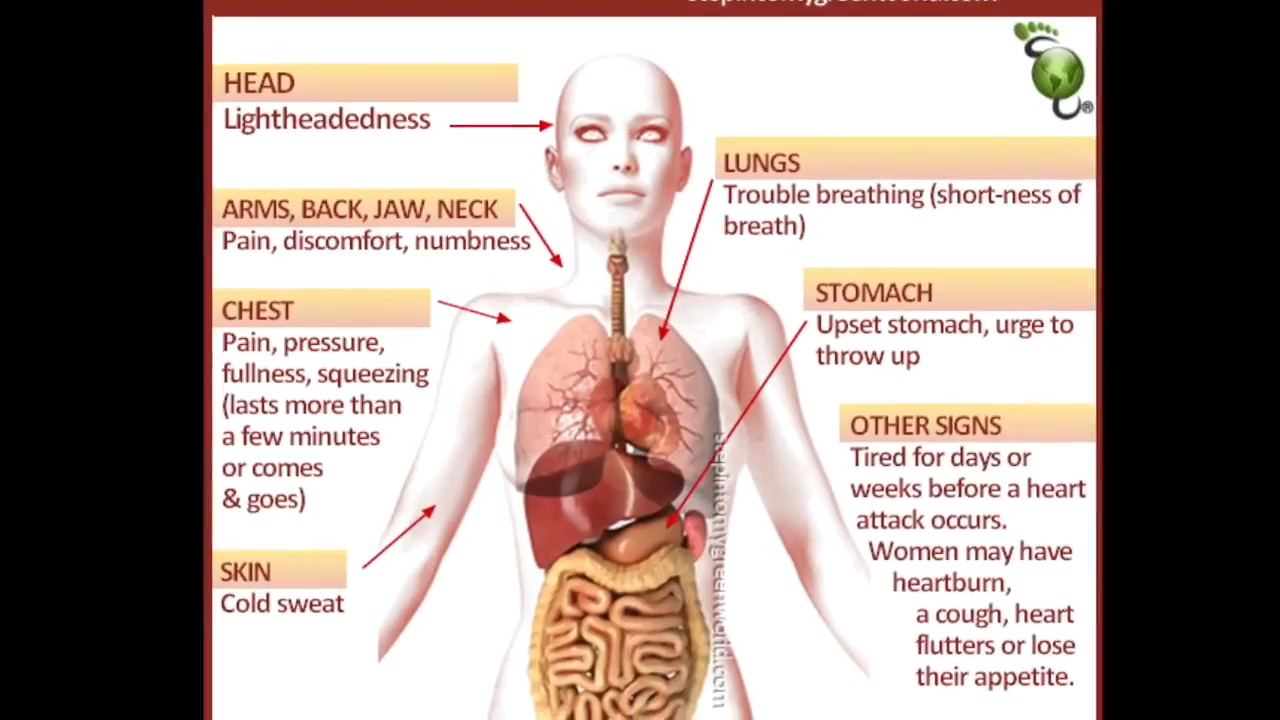 HEAD
Lightheadedness
ARMS, BACK, JAW, NECK
Pain, discomfort, numbness
CHEST
Pain, pressure,
fullness, squeezing
(lasts more than
a few minutes
or comes
& goes)
SKIN
Cold sweat
®
LUNGS
Trouble breathing (short-ness of
breath)
STOMACH
Upset stomach, urge to
throw up
OTHER SIGNS
Tired for days or
weeks before a heart
attack occurs.
Women may have
heartburn,
a cough, heart
flutters or lose
their appetite.
stepintomygreenworld.com